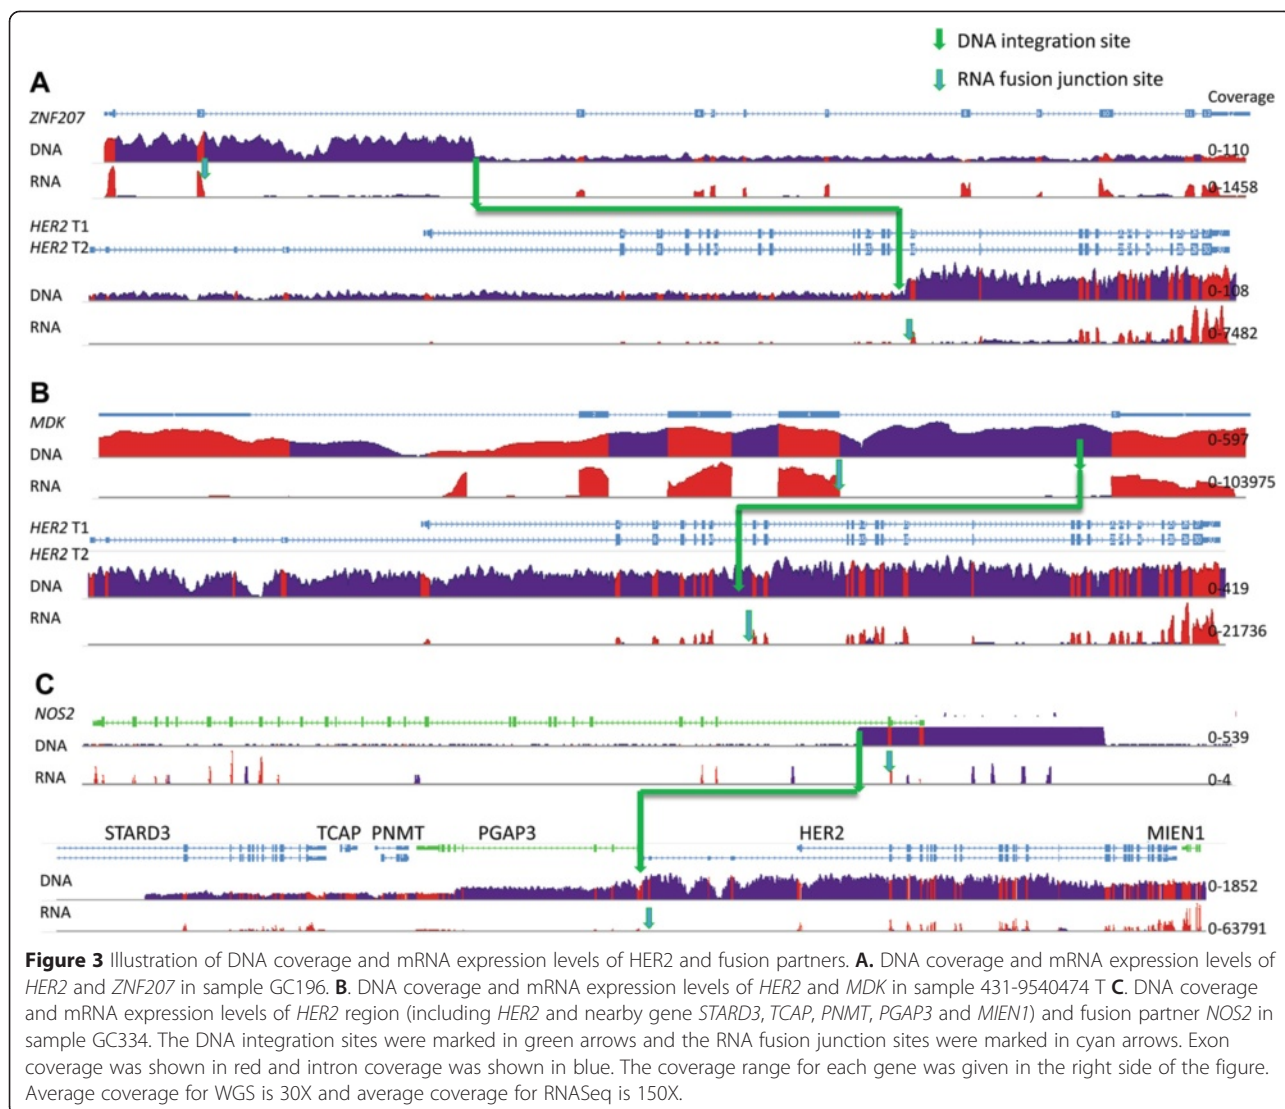 DNA integration site
RNA fusion junction site
A
Coverage
ZNF207
DNA
0-110
RNA
0-1458
HER2 T1
HER2 T2
DNA
0-108
RNA
0-7482
B
MDK
DNA
0-597
RNA
0-103975
HER2 T1
HER2 T2
DNA
0-419
RNA
0-21736
C
NOS2
DNA
0-539
RNA
0-4
STARD3 TCAP PNMT PGAP3 HER2 MIEN1
DNA
0-1852
RNA
0-63791
Figure 3 Illustration of DNA coverage and mRNA expression levels of HER2 and fusion partners. A. DNA coverage and mRNA expression levels of
HER2 and ZNF207 in sample GC196. B. DNA coverage and mRNA expression levels of HER2 and MDK in sample 431-9540474 T C. DNA coverage
and mRNA expression levels of HER2 region (including HER2 and nearby gene STARD3, TCAP, PNMT, PGAP3 and MIEN1) and fusion partner NOS2 in
sample GC334. The DNA integration sites were marked in green arrows and the RNA fusion junction sites were marked in cyan arrows. Exon
coverage was shown in red and intron coverage was shown in blue. The coverage range for each gene was given in the right side of the figure.
Average coverage for WGS is 30X and average coverage for RNASeq is 150X.